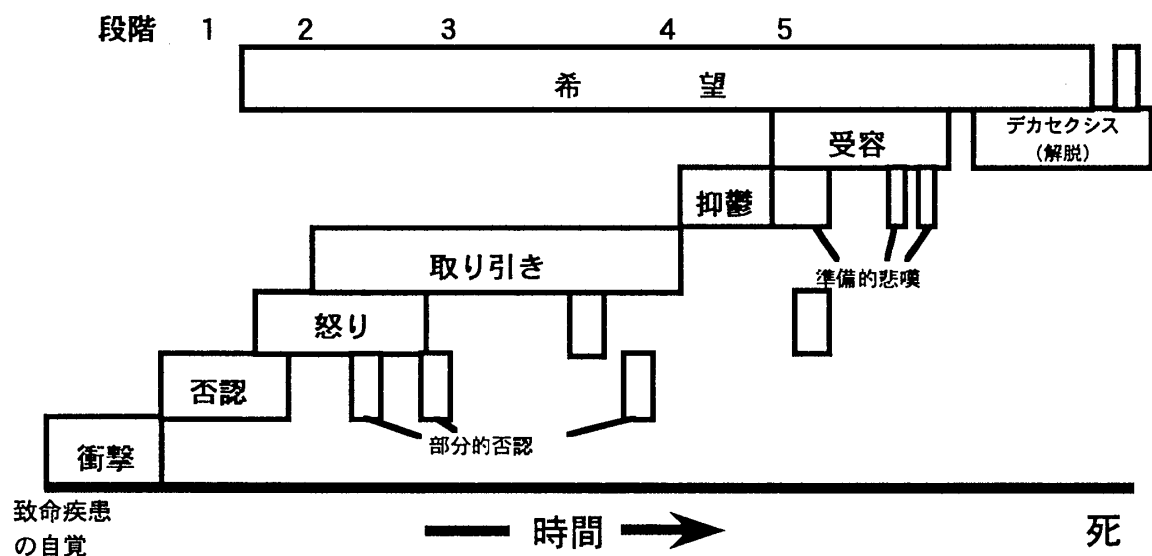 段階 1 2 3 4 5
希望
デカセクシス
(解脱)
受容
抑鬱
取り引き
準備的悲嘆
怒り
否認
部分的否認
衝撃
致命疾患
の自覚
時間
死